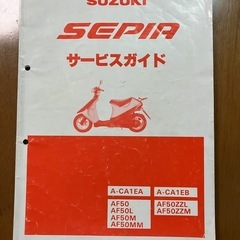 SUZUKI
SEPIA
サービスガイド
A-CA1EA
A-CA1EB
AF50
AF50L
AF50M
AF50MM
AF50ZZL
AF50ZZM